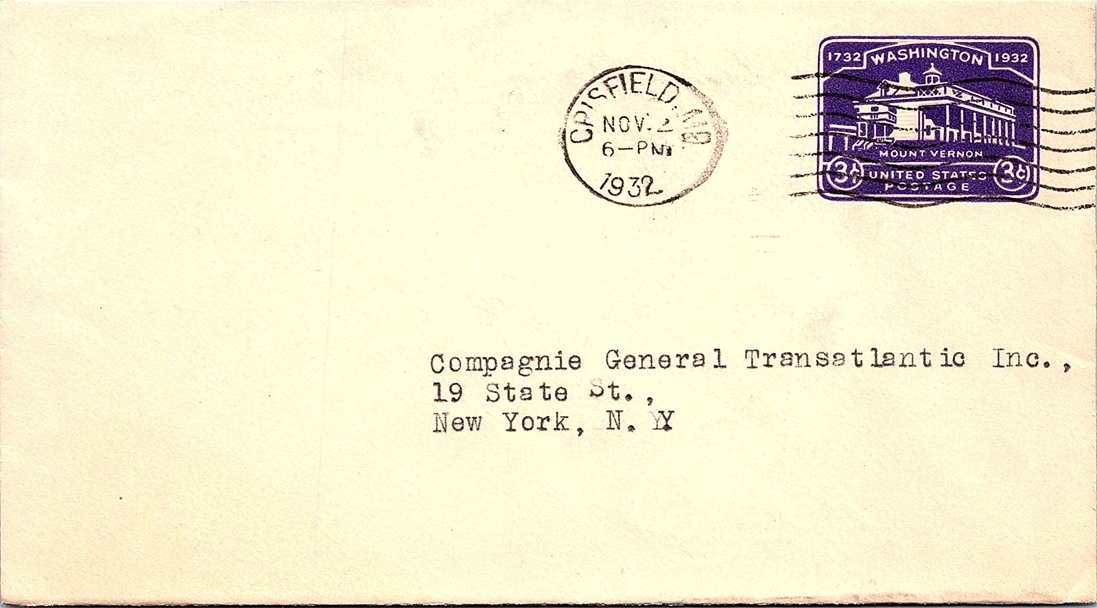 CRISFIELD, MD.
NOV. 2
6-PM
1932
1732 WASHINGTON 1932
MOUNT VERNON
3¢ UNITED STATES 3¢
POSTAGE
Compagnie General Transatlantic Inc.,
19 State St.,
New York, N. Y